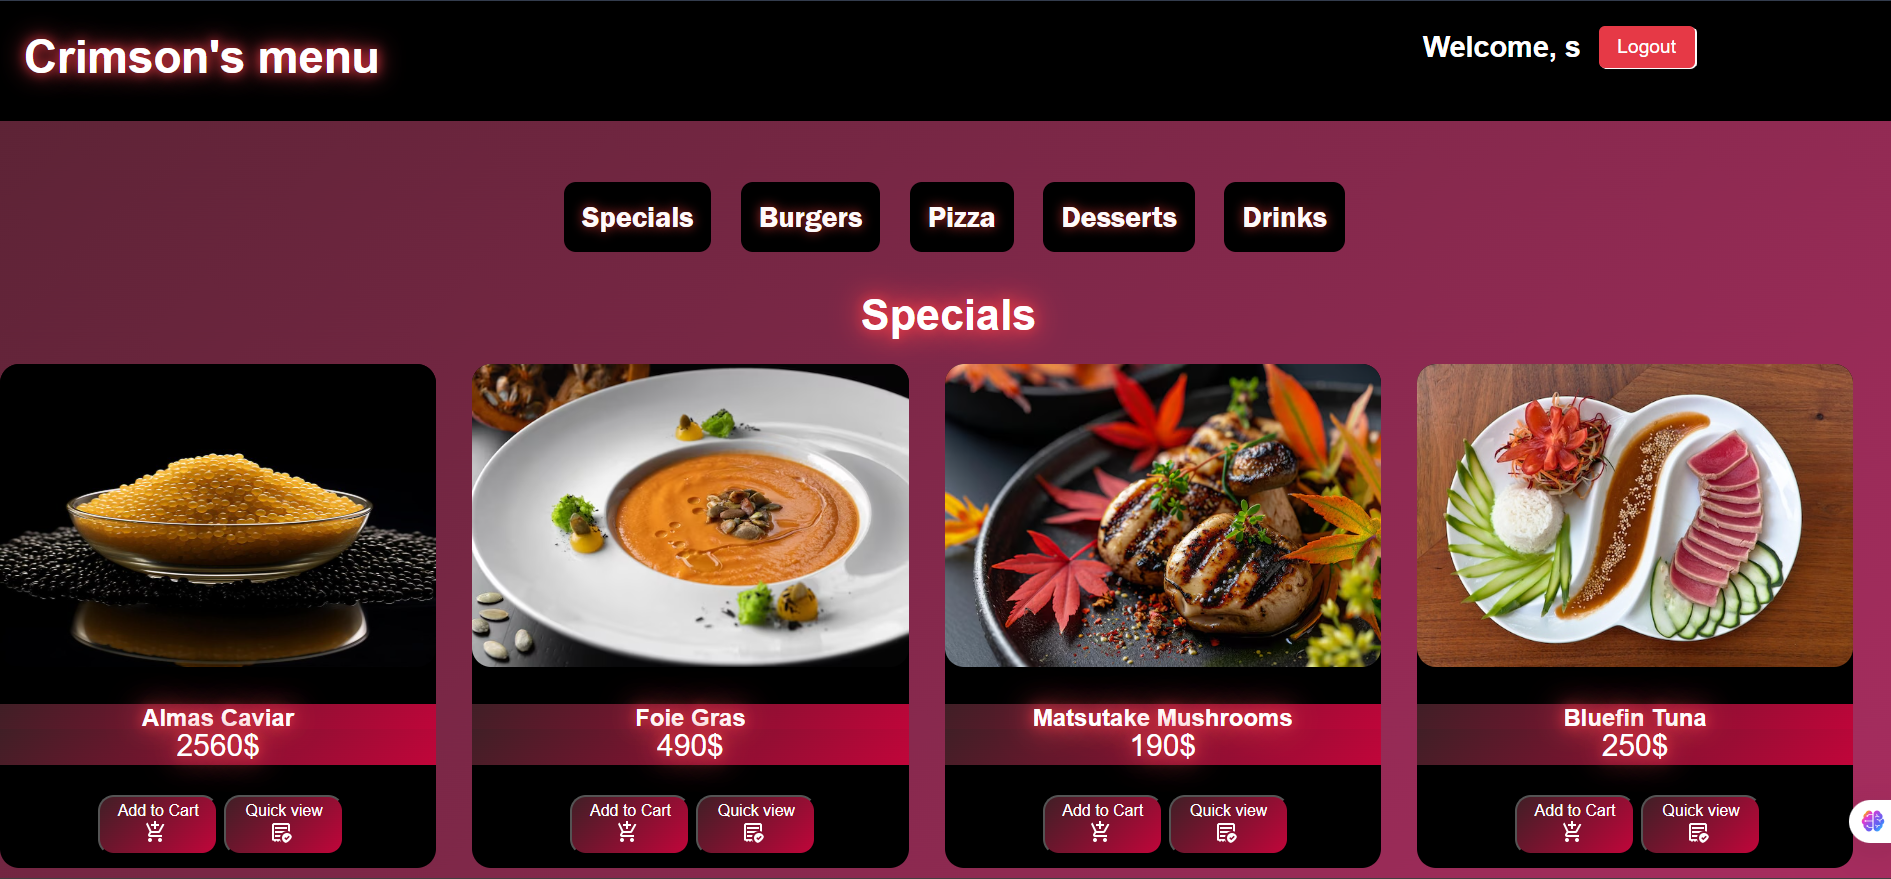 Crimson's menu
Welcome, s
Logout
Specials
Burgers
Pizza
Desserts
Drinks
Specials
Almas Caviar
2560$
Add to Cart
Quick view
Foie Gras
490$
Add to Cart
Quick view
Matsutake Mushrooms
190$
Add to Cart
Quick view
Bluefin Tuna
250$
Add to Cart
Quick view